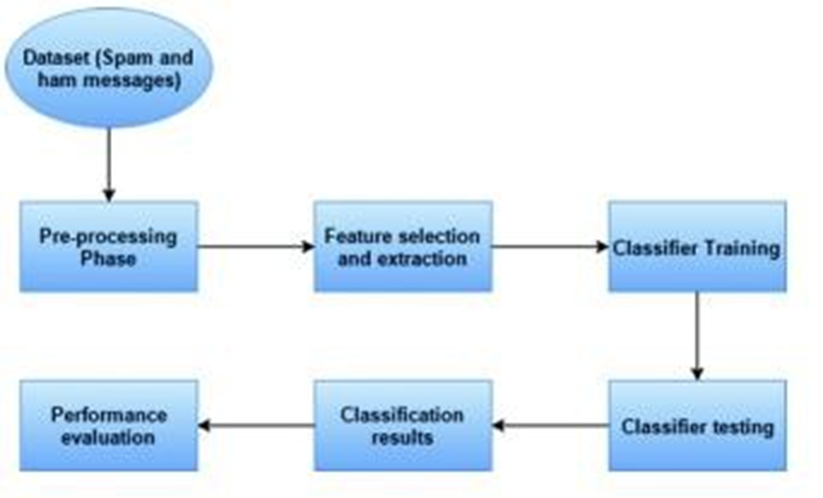 Dataset (Spam and
ham messages)
Pre-processing
Phase
Feature selection
and extraction
Classifier Training
Performance
evaluation
Classification
results
Classifier testing